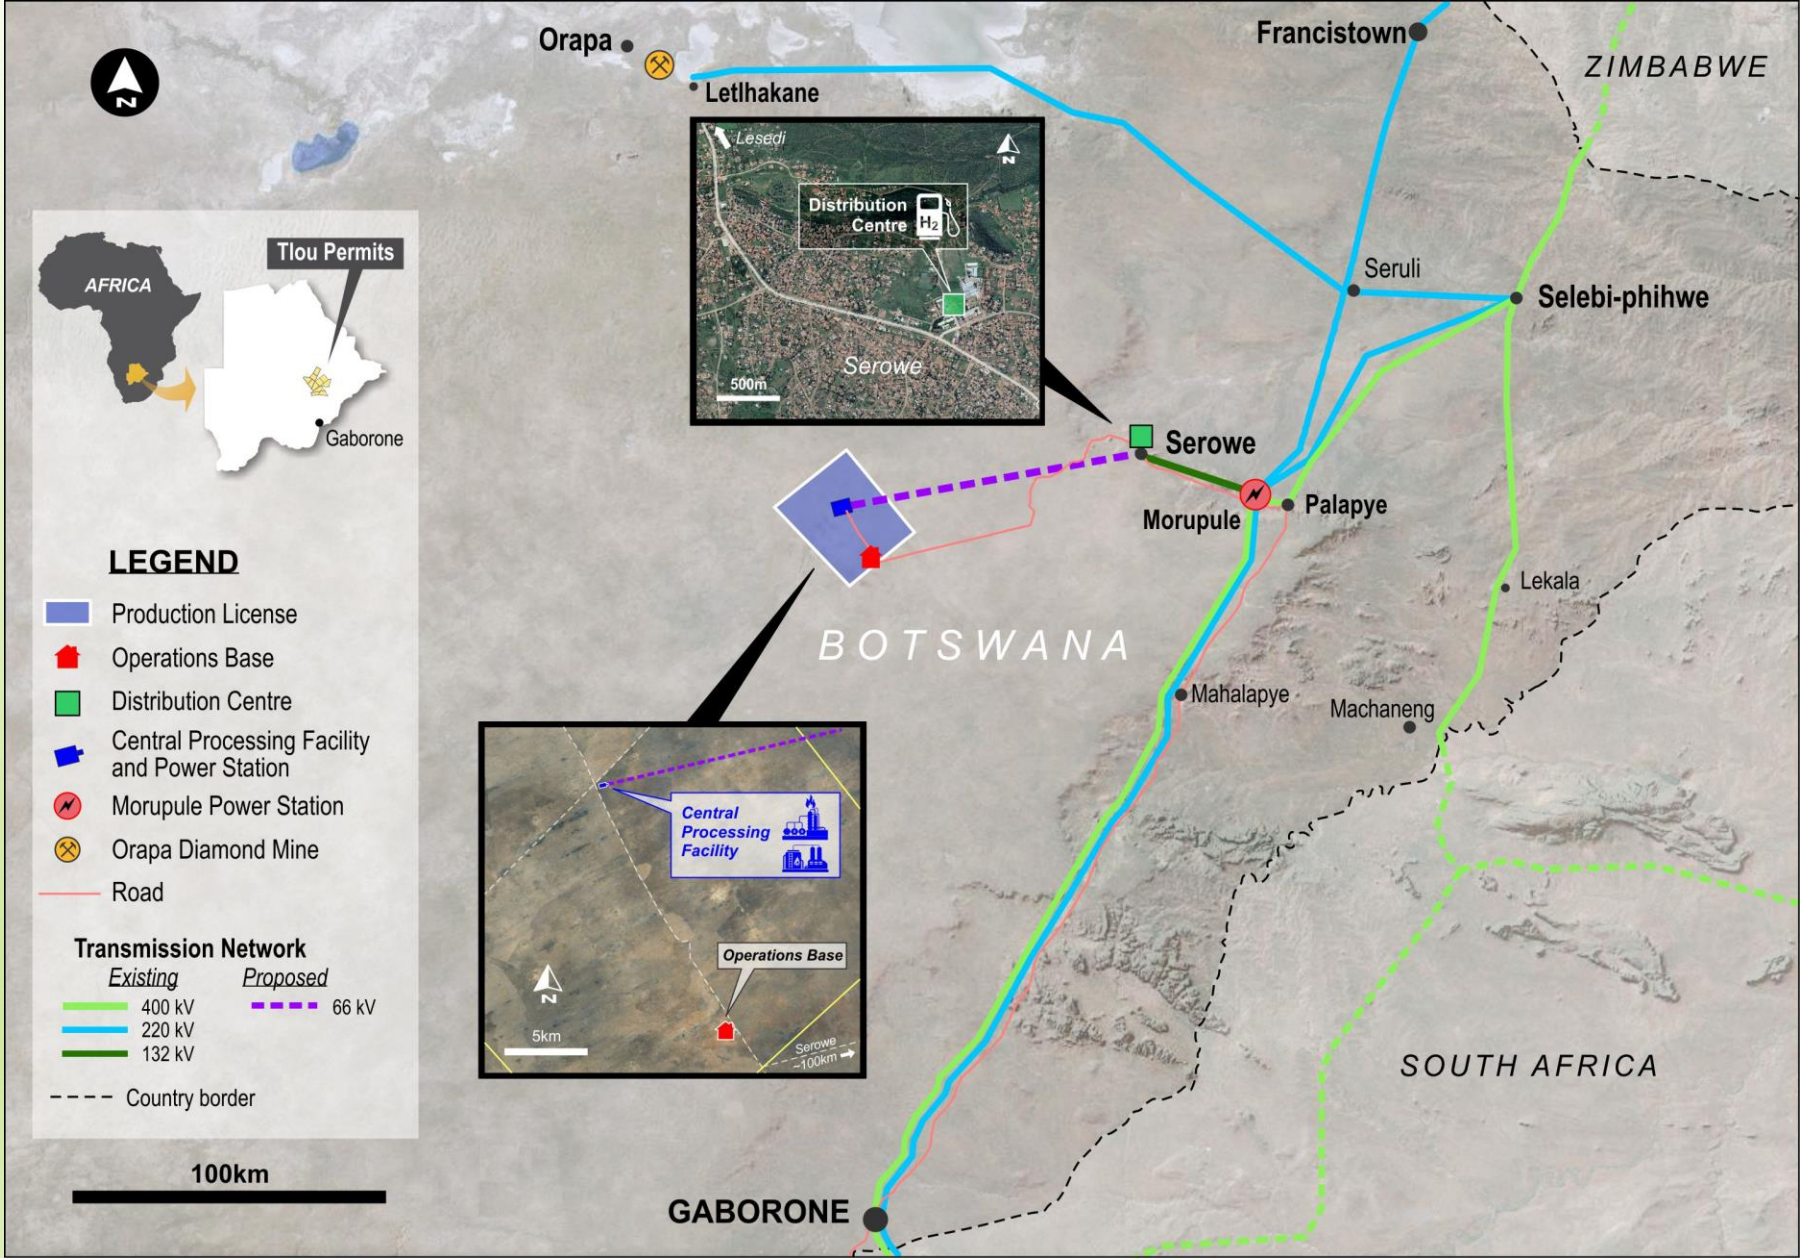 Orapa
Letlhakane
Francistown
ZIMBABWE
N
Lesedi
N
Distribution
Centre
H2
Serowe
500m
Tlou Permits
AFRICA
Gaborone
Seruli
Selebi-phihwe
Serowe
Morupule
Palapye
Lekala
BOTSWANA
Mahalapye
Machaneng
SOUTH AFRICA
GABORONE
LEGEND
Production License
Operations Base
Distribution Centre
Central Processing Facility
and Power Station
Morupule Power Station
Orapa Diamond Mine
Road
Transmission Network
Existing Proposed
400 kV 66 kV
220 kV
132 kV
Country border
100km
Central
Processing
Facility
Operations Base
N
5km
Serowe
~100km